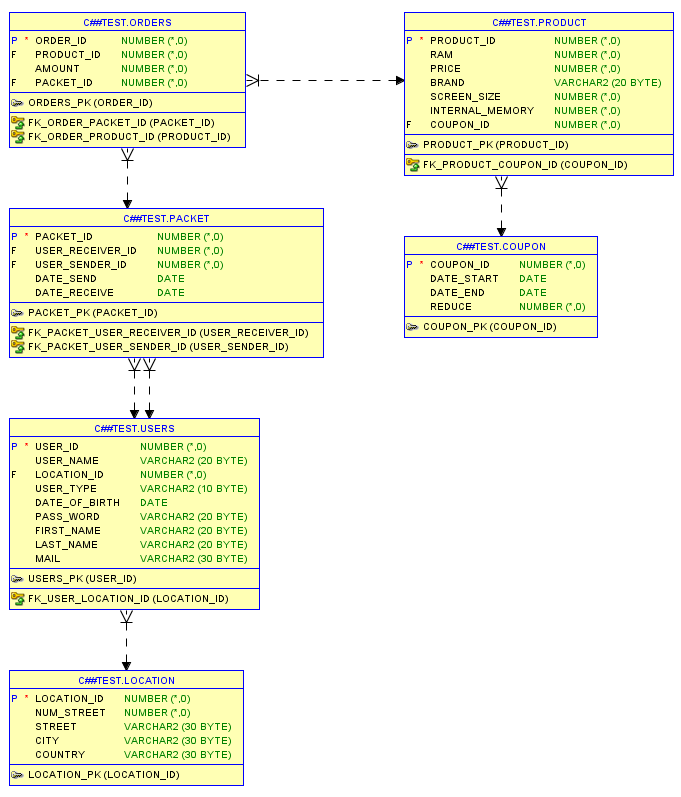 C##TEST.ORDERS
P * ORDER_ID NUMBER (*,0)
F PRODUCT_ID NUMBER (*,0)
AMOUNT NUMBER (*,0)
F PACKET_ID NUMBER (*,0)
ORDERS_PK (ORDER_ID)
FK_ORDER_PACKET_ID (PACKET_ID)
FK_ORDER_PRODUCT_ID (PRODUCT_ID)
C##TEST.PRODUCT
P * PRODUCT_ID NUMBER (*,0)
RAM NUMBER (*,0)
PRICE NUMBER (*,0)
BRAND VARCHAR2 (20 BYTE)
SCREEN_SIZE NUMBER (*,0)
INTERNAL_MEMORY NUMBER (*,0)
F COUPON_ID NUMBER (*,0)
PRODUCT_PK (PRODUCT_ID)
FK_PRODUCT_COUPON_ID (COUPON_ID)
C##TEST.PACKET
P * PACKET_ID NUMBER (*,0)
F USER_RECEIVER_ID NUMBER (*,0)
F USER_SENDER_ID NUMBER (*,0)
DATE_SEND DATE
DATE_RECEIVE DATE
PACKET_PK (PACKET_ID)
FK_PACKET_USER_RECEIVER_ID (USER_RECEIVER_ID)
FK_PACKET_USER_SENDER_ID (USER_SENDER_ID)
C##TEST.COUPON
P * COUPON_ID NUMBER (*,0)
DATE_START DATE
DATE_END DATE
REDUCE NUMBER (*,0)
COUPON_PK (COUPON_ID)
C##TEST.USERS
P * USER_ID NUMBER (*,0)
USER_NAME VARCHAR2 (20 BYTE)
F LOCATION_ID NUMBER (*,0)
USER_TYPE VARCHAR2 (10 BYTE)
DATE_OF_BIRTH DATE
PASS_WORD VARCHAR2 (20 BYTE)
FIRST_NAME VARCHAR2 (20 BYTE)
LAST_NAME VARCHAR2 (20 BYTE)
MAIL VARCHAR2 (30 BYTE)
USERS_PK (USER_ID)
FK_USER_LOCATION_ID (LOCATION_ID)
C##TEST.LOCATION
P * LOCATION_ID NUMBER (*,0)
NUM_STREET NUMBER (*,0)
STREET VARCHAR2 (30 BYTE)
CITY VARCHAR2 (30 BYTE)
COUNTRY VARCHAR2 (30 BYTE)
LOCATION_PK (LOCATION_ID)